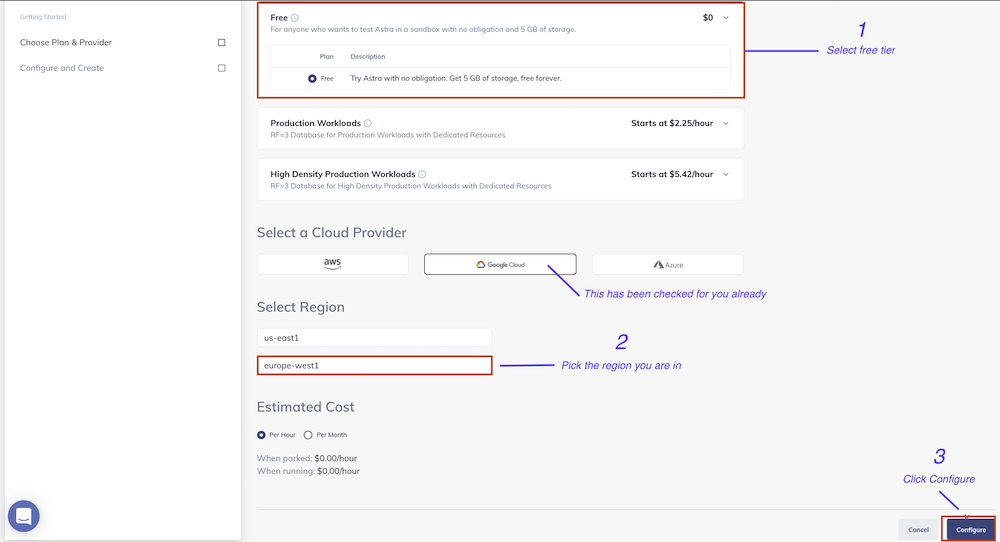 Getting Started
Choose Plan & Provider
Configure and Create
Free
$0
For anyone who wants to test Astra in a sandbox with no obligation and 5 GB of storage.
Plan Description
Free Try Astra with no obligation. Get 5 GB of storage, free forever.
1
Select free tier
Production Workloads
Starts at $2.25/hour
RF=3 Database for Production Workloads with Dedicated Resources
High Density Production Workloads
Starts at $5.42/hour
RF=3 Database for High Density Production Workloads with Dedicated Resources
Select a Cloud Provider
aws
Google Cloud
Azure
This has been checked for you already
Select Region
us-east1
europe-west1
2
Pick the region you are in
Estimated Cost
Per Hour Per Month
When parked: $0.00/hour
When running: $0.00/hour
3
Click Configure
Cancel
Configure